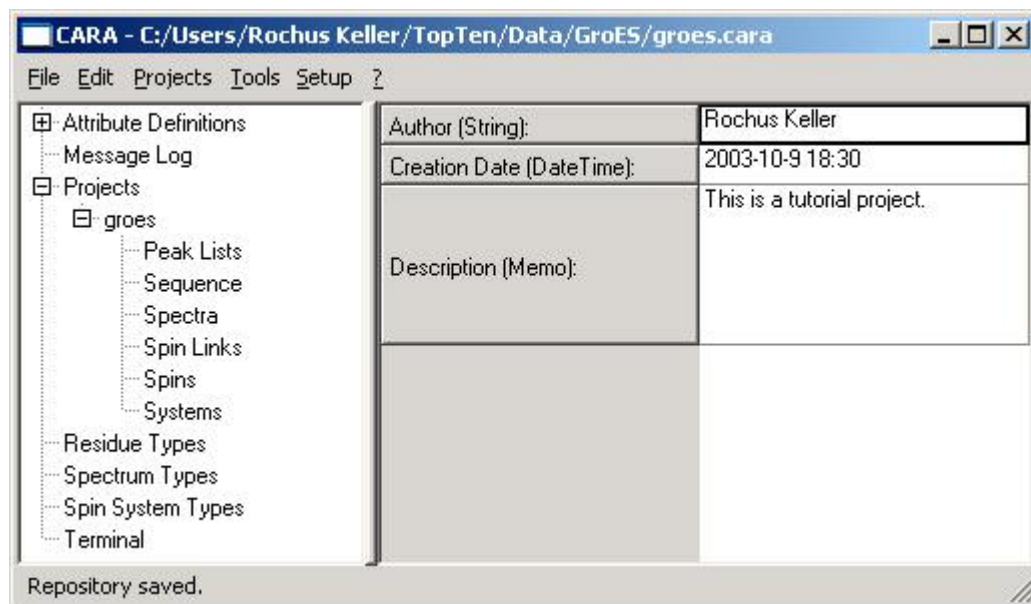 CARA - C:/Users/Rochus Keller/TopTen/Data/GroES/groes.cara
File Edit Projects Tools Setup ?
Attribute Definitions
Message Log
Projects
groes
Peak Lists
Sequence
Spectra
Spin Links
Spins
Systems
Residue Types
Spectrum Types
Spin System Types
Terminal
Author (String): Rochus Keller
Creation Date (DateTime): 2003-10-9 18:30
Description (Memo): This is a tutorial project.
Repository saved.